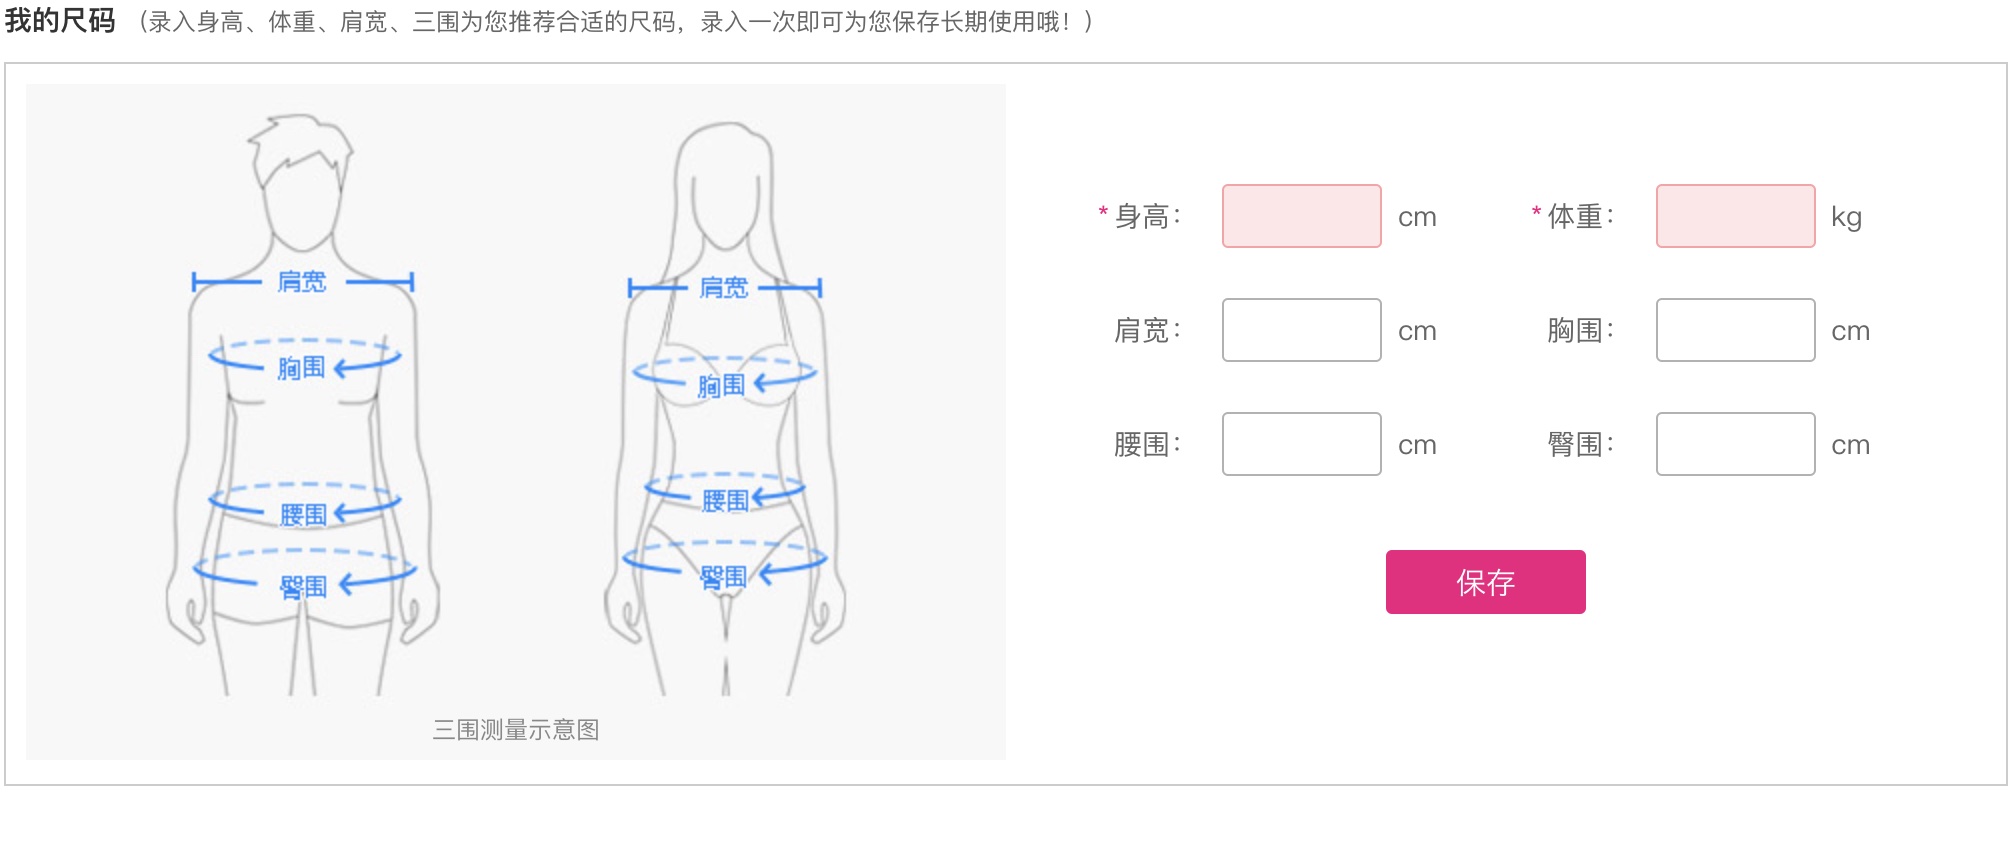 我的尺码 （录入身高、体重、肩宽、三围为您推荐合适的尺码，录入一次即可为您保存长期使用哦！）
肩宽
胸围
腰围
臀围
肩宽
胸围
腰围
臀围
三围测量示意图
* 身高： cm * 体重： kg
肩宽： cm 胸围： cm
腰围： cm 臀围： cm
保存